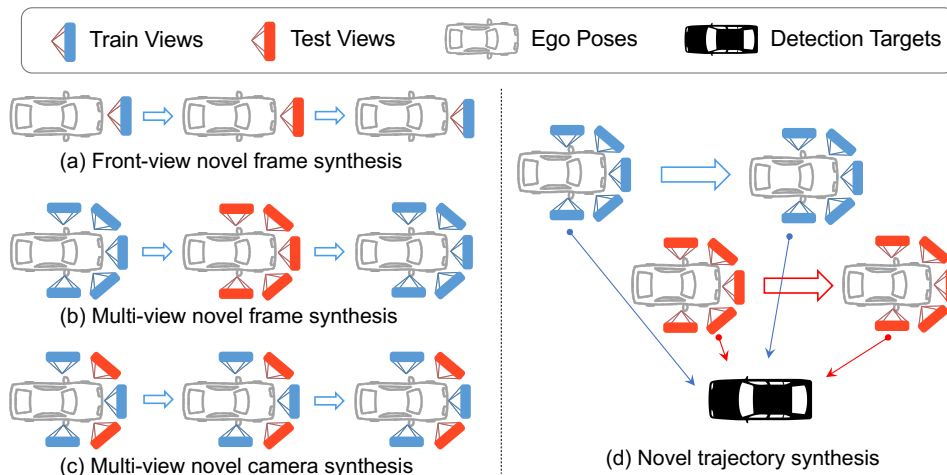 Train Views
Test Views
Ego Poses
Detection Targets
(a) Front-view novel frame synthesis
(b) Multi-view novel frame synthesis
(c) Multi-view novel camera synthesis
(d) Novel trajectory synthesis